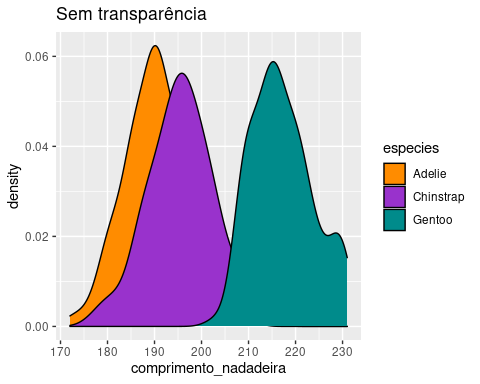 Sem transparência
0.06
0.04
0.02
0.00
density
170 180 190 200 210 220 230
comprimento_nadadeira
especies
Adelie
Chinstrap
Gentoo